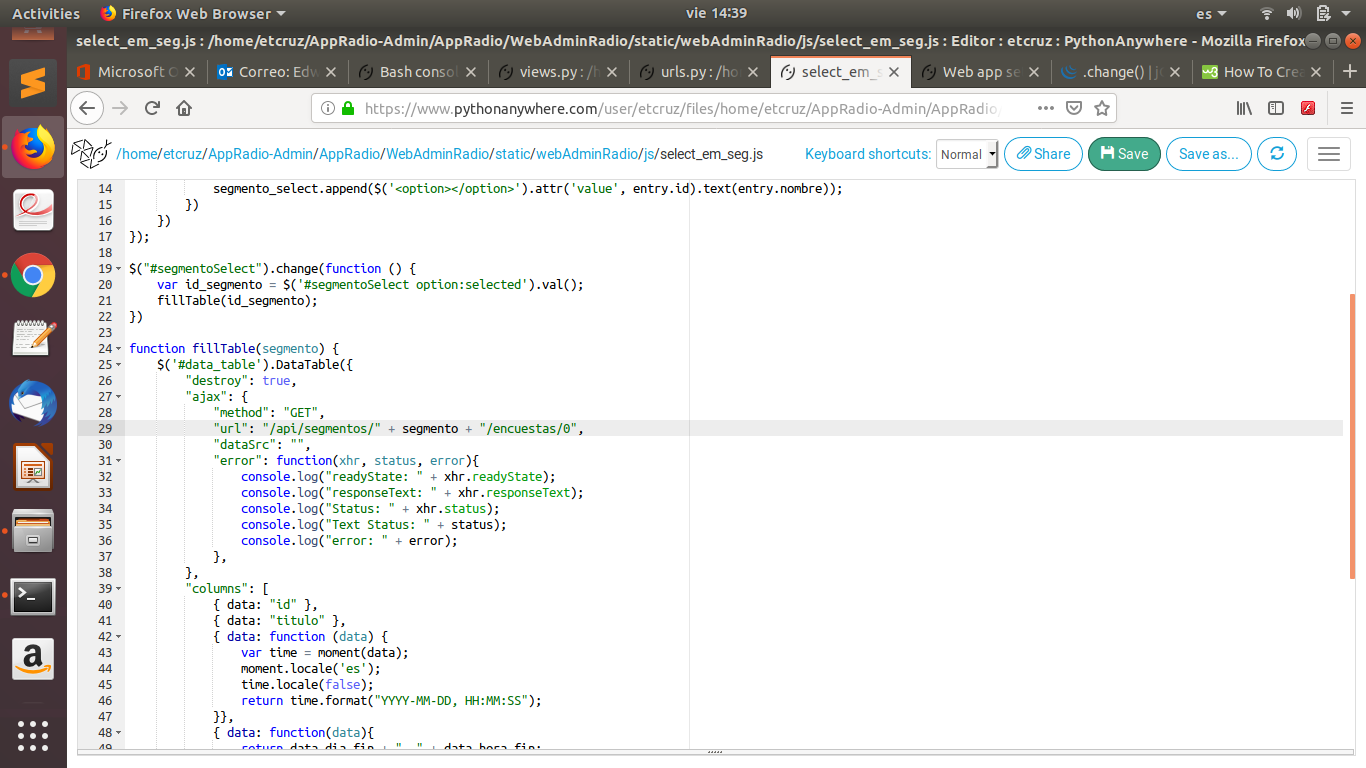 Activities Firefox Web Browser vie 14:39 es
select_em_seg.js : /home/etcruz/AppRadio-Admin/AppRadio/WebAdminRadio/static/webAdminRadio/js/select_em_seg.js : Editor : etcruz : PythonAnywhere - Mozilla Firefox
Microsoft O Correo: Edw Bash conso views.py : /h urls.py : /ho select_em_s Web app se .change() | j How To Crea
https://www.pythonanywhere.com/user/etcruz/files/home/etcruz/AppRadio-Admin/AppRadio/
/home/etcruz/AppRadio-Admin/AppRadio/WebAdminRadio/static/webAdminRadio/js/select_em_seg.js Keyboard shortcuts: Normal Share Save Save as...
14 segmento_select.append($('<option></option>').attr('value', entry.id).text(entry.nombre));
15 })
16 })
17 });
18
19 $("#segmentoSelect").change(function () {
20 var id_segmento = $('#segmentoSelect option:selected').val();
21 fillTable(id_segmento);
22 })
23
24 function fillTable(segmento) {
25 $('#data_table').DataTable({
26 "destroy": true,
27 "ajax": {
28 "method": "GET",
29 "url": "/api/segmentos/" + segmento + "/encuestas/0",
30 "dataSrc": "",
31 "error": function(xhr, status, error){
32 console.log("readyState: " + xhr.readyState);
33 console.log("responseText: " + xhr.responseText);
34 console.log("Status: " + xhr.status);
35 console.log("Text Status: " + status);
36 console.log("error: " + error);
37 },
38 },
39 "columns": [
40 { data: "id" },
41 { data: "titulo" },
42 { data: function (data) {
43 var time = moment(data);
44 moment.locale('es');
45 time.locale(false);
46 return time.format("YYYY-MM-DD, HH:MM:SS");
47 }},
48 { data: function(data){
49 return data.dia_fin + ", " + data.hora_fin;